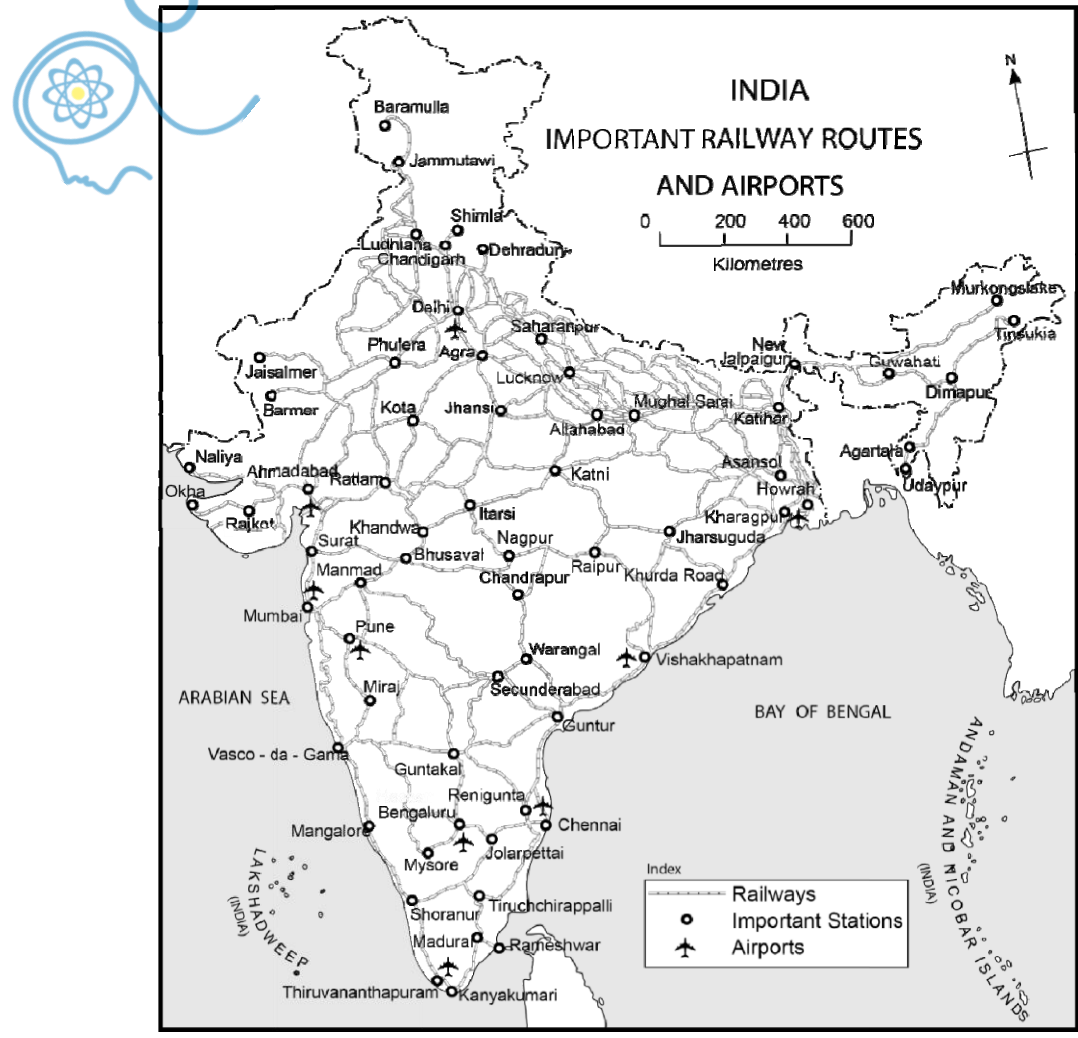 INDIA
IMPORTANT RAILWAY ROUTES
AND AIRPORTS
N
0 200 400 600
Kilometres
Baramulla
Jammutawi
Shimla
Ludhiana
Chandigarh
Dehradun
Murkongslake
Delhi
Saharanpur
Tinsukia
Phulera
Agra
New
Jalpaiguri
Guwahati
Jaisalmer
Lucknow
Dimapur
Barmer
Kota
Jhansi
Mughal Sarai
Katihar
Allahabad
Naliya
Ahmadabad
Ratlam
Katni
Asansol
Agartala
Okha
Howrah
Udaypur
Rajkot
Khandwa
Itarsi
Kharagpur
Surat
Bhusaval
Nagpur
Jharsuguda
Manmad
Chandrapur
Raipur
Khurda Road
Mumbai
Pune
Warangal
Vishakhapatnam
ARABIAN SEA
Miraj
Secunderabad
BAY OF BENGAL
Guntur
Vasco - da - Gama
Guntakal
Renigunta
Bengaluru
Chennai
Mangalore
Mysore
Jolarpettai
Shoranur
Tiruchchirappalli
Madurai
Rameshwar
Thiruvananthapuram
Kanyakumari
LAKSHADWEEP
(INDIA)
ANDAMAN AND NICOBAR ISLANDS
(INDIA)
Index
Railways
Important Stations
Airports